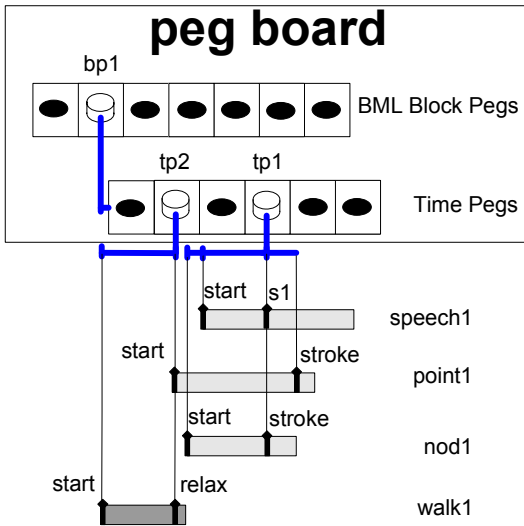 peg board
bp1
BML Block Pegs
tp2 tp1
Time Pegs
start s1
speech1
start stroke
point1
start stroke
nod1
start relax
walk1